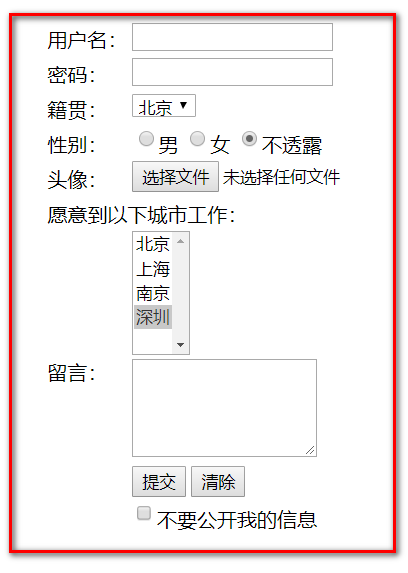 用户名：
密码：
籍贯： 北京
性别： 男 女 不透露
头像： 选择文件 未选择任何文件
愿意到以下城市工作：
北京
上海
南京
深圳
留言：
提交 清除
不要公开我的信息